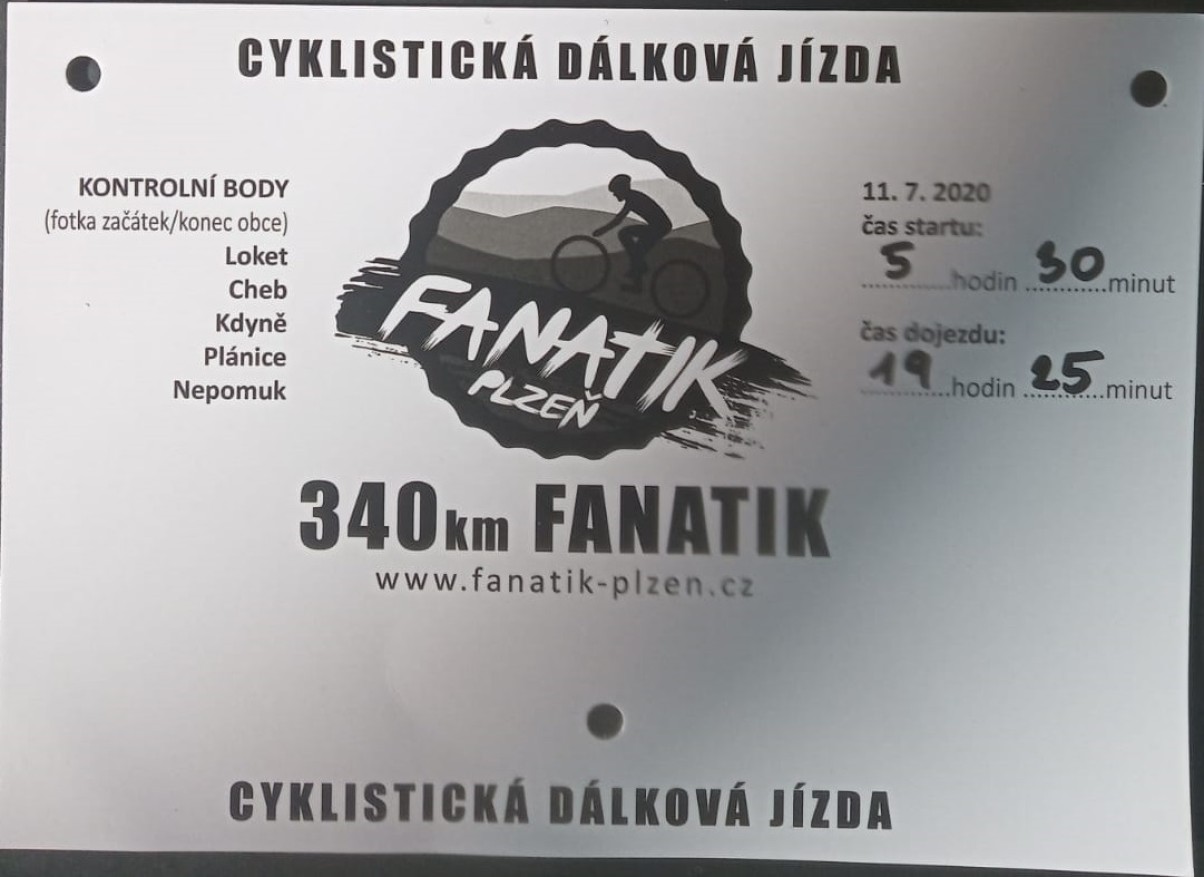 CYKLISTICKÁ DÁLKOVÁ JÍZDA
KONTROLNÍ BODY
(fotka začátek/konec obce)
Loket
Cheb
Kdyně
Plánice
Nepomuk
FANATIK
PLZEŇ
11. 7. 2020
čas startu:
5 hodin 30 minut
čas dojezdu:
19 hodin 25 minut
340km FANATIK
www.fanatik-plzen.cz
CYKLISTICKÁ DÁLKOVÁ JÍZDA